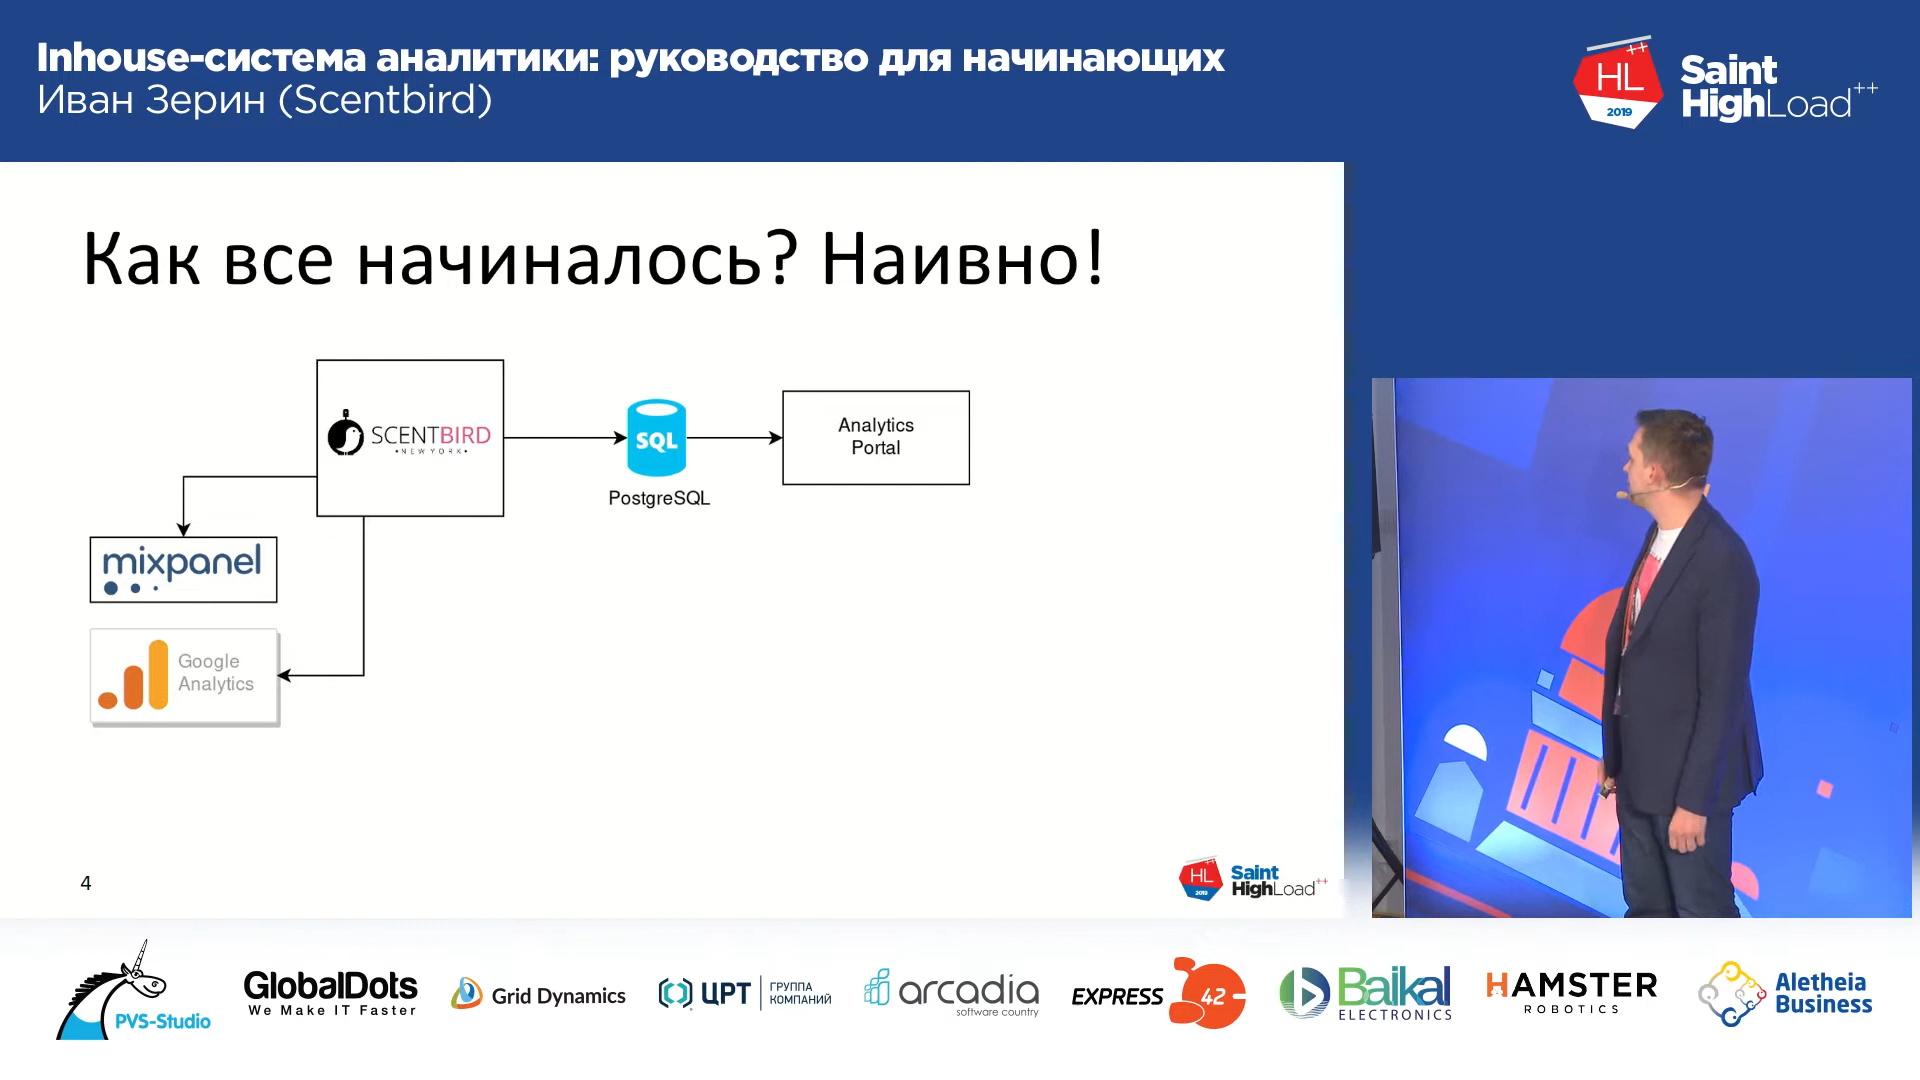 Inhouse-система аналитики: руководство для начинающих
Иван Зерин (Scentbird)
HL
++
2019
Saint
HighLoad++
Как все начиналось? Наивно!
SCENTBIRD
•NEW YORK•
SQL
PostgreSQL
Analytics
Portal
mixpanel
Google
Analytics
4
HL
++
2019
Saint
HighLoad++
PVS-Studio
GlobalDots
We Make IT Faster
Grid Dynamics
ЦРТ
ГРУППА
КОМПАНИЙ
arcadia
software country
EXPRESS
42
Baikal
ELECTRONICS
HAMSTER
ROBOTICS
Aletheia
Business